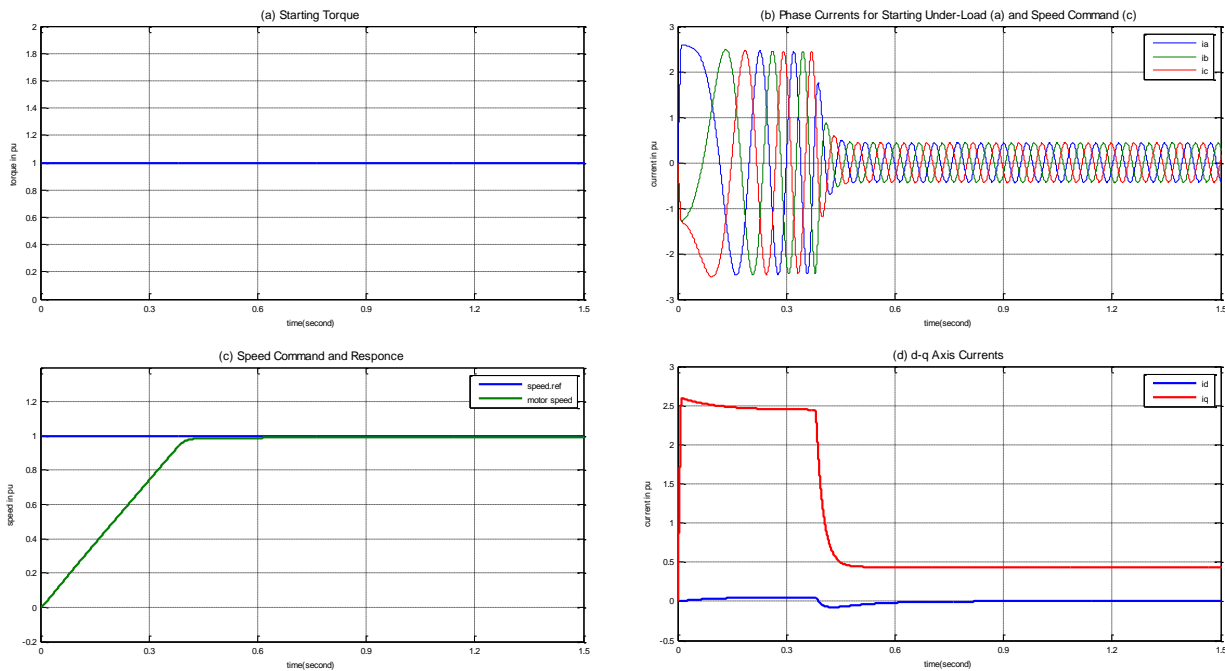 (a) Starting Torque
2
1.8
1.6
1.4
1.2
1
0.8
0.6
0.4
0.2
0
torque in pu
0 0.3 0.6 0.9 1.2 1.5
time(second)
(b) Phase Currents for Starting Under-Load (a) and Speed Command (c)
ia
ib
ic
3
2
1
0
-1
-2
-3
current in pu
0 0.3 0.6 0.9 1.2 1.5
time(second)
(c) Speed Command and Responce
speed.ref
motor speed
1.2
1
0.8
0.6
0.4
0.2
0
-0.2
speed in pu
0 0.3 0.6 0.9 1.2 1.5
time(second)
(d) d-q Axis Currents
id
iq
3
2.5
2
1.5
1
0.5
0
-0.5
current in pu
0 0.3 0.6 0.9 1.2 1.5
time(second)